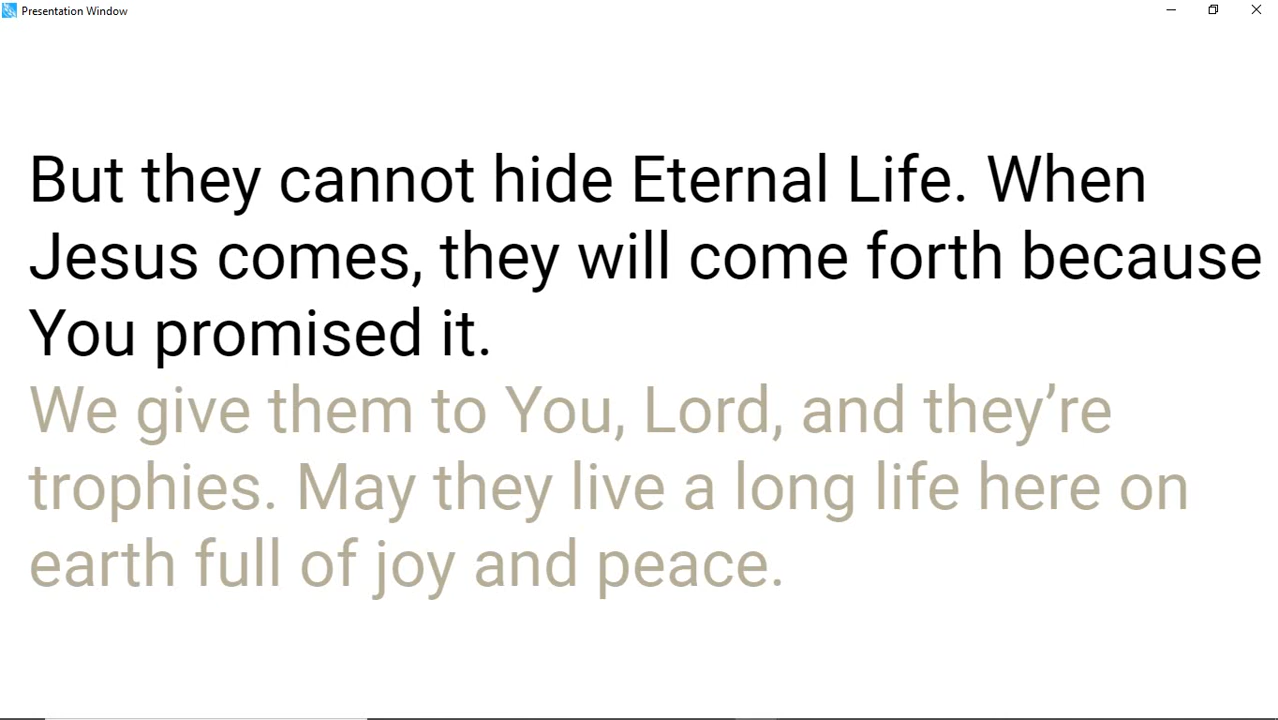 Presentation Window
But they cannot hide Eternal Life. When
Jesus comes, they will come forth because
You promised it.
We give them to You, Lord, and they’re
trophies. May they live a long life here on
earth full of joy and peace.